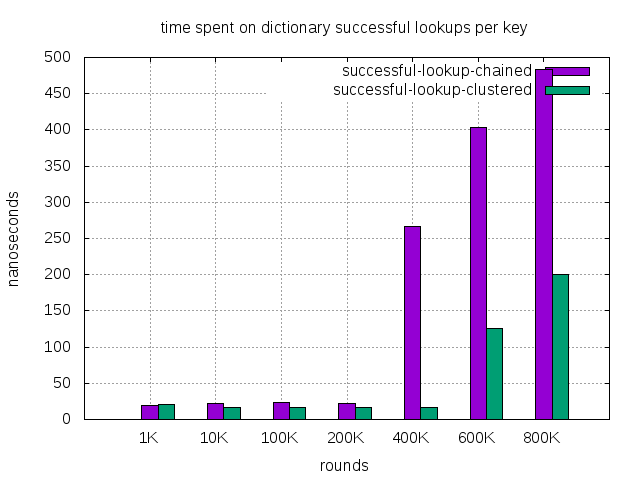 time spent on dictionary successful lookups per key
successful-lookup-chained
successful-lookup-clustered
500
450
400
350
300
250
200
150
100
50
0
nanoseconds
1K 10K 100K 200K 400K 600K 800K
rounds